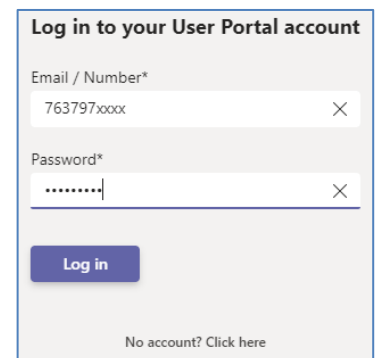 Log in to your User Portal account
Email / Number*
763797xxxx
Password*
•••••••••
Log in
No account? Click here